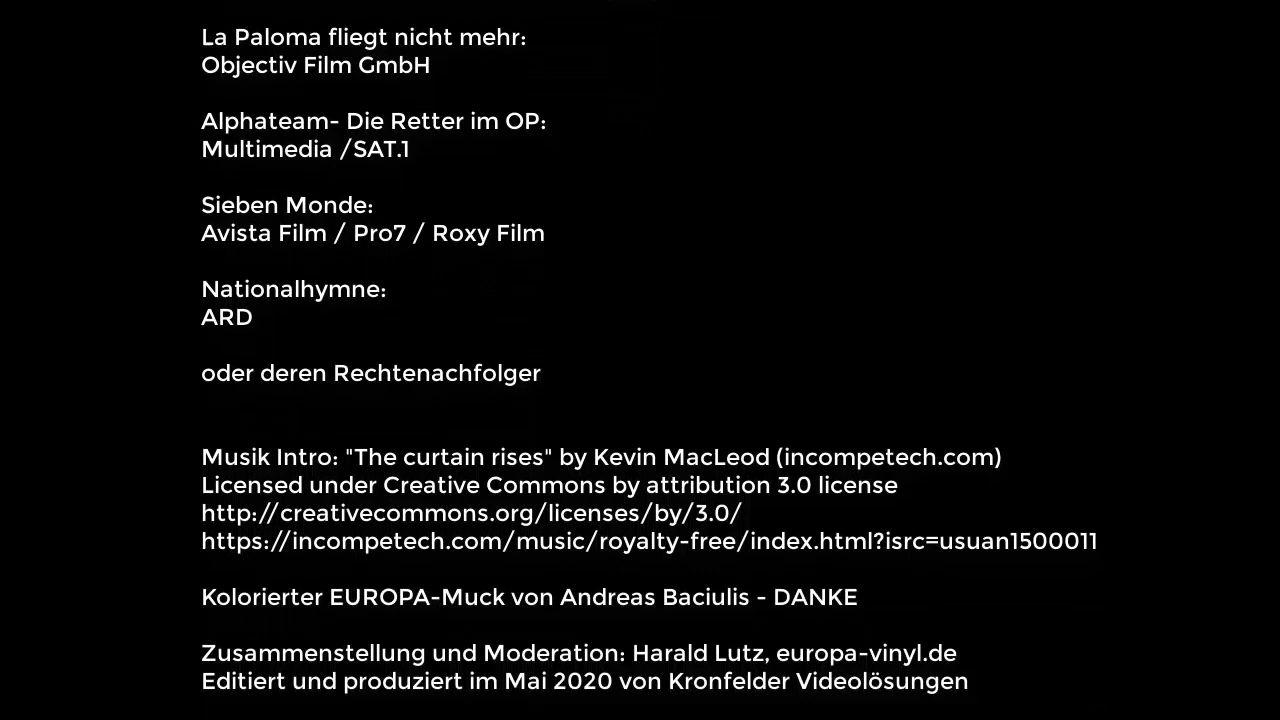 La Paloma fliegt nicht mehr:
Objectiv Film GmbH
Alphateam- Die Retter im OP:
Multimedia /SAT.1
Sieben Monde:
Avista Film / Pro7 / Roxy Film
Nationalhymne:
ARD
oder deren Rechtenachfolger
Musik Intro: "The curtain rises" by Kevin MacLeod (incompetech.com)
Licensed under Creative Commons by attribution 3.0 license
http://creativecommons.org/licenses/by/3.0/
https://incompetech.com/music/royalty-free/index.html?isrc=usuan1500011
Kolorierter EUROPA-Muck von Andreas Baciulis - DANKE
Zusammenstellung und Moderation: Harald Lutz, europa-vinyl.de
Editiert und produziert im Mai 2020 von Kronfelder Videolösungen